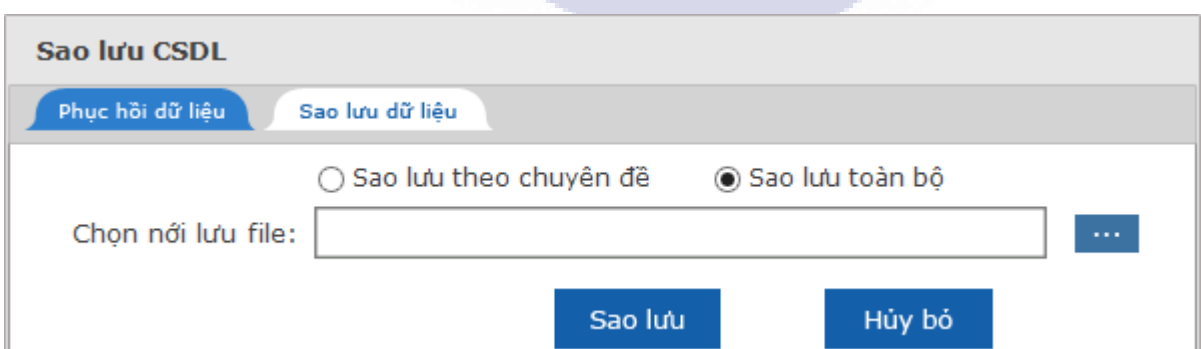 Sao lưu CSDL
Phục hồi dữ liệu Sao lưu dữ liệu
Sao lưu theo chuyên đề Sao lưu toàn bộ
Chọn nới lưu file: ...
Sao lưu Hủy bỏ